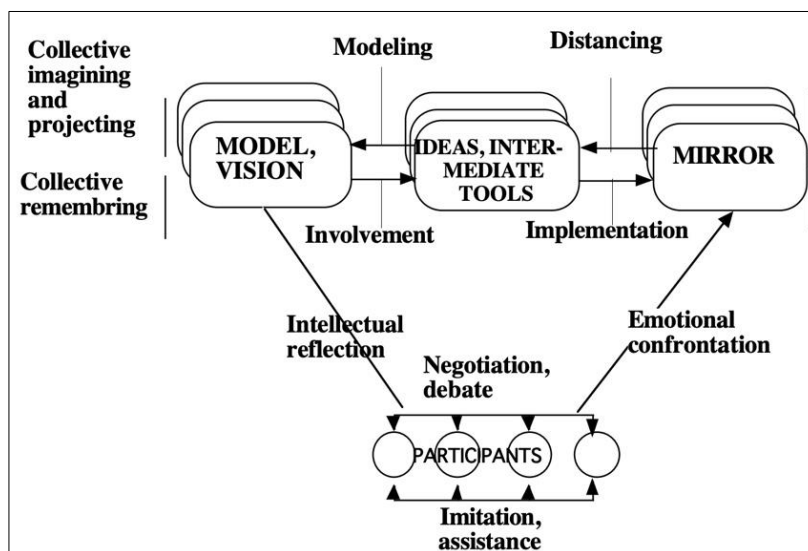 Collective
imagining
and
projecting
Modeling
Distancing
MODEL,
VISION
IDEAS, INTER-
MEDIATE
TOOLS
MIRROR
Collective
remembring
Involvement
Implementation
Intellectual
reflection
Emotional
confrontation
Negotiation,
debate
PARTICIPANTS
Imitation,
assistance